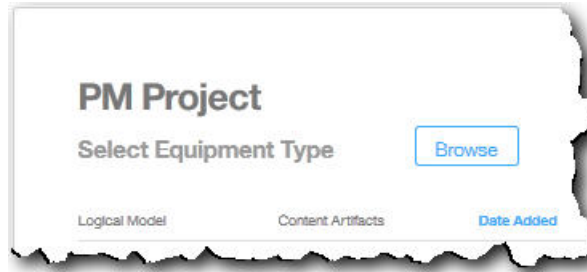 PM Project
Select Equipment Type Browse
Logical Model Content Artifacts Date Added